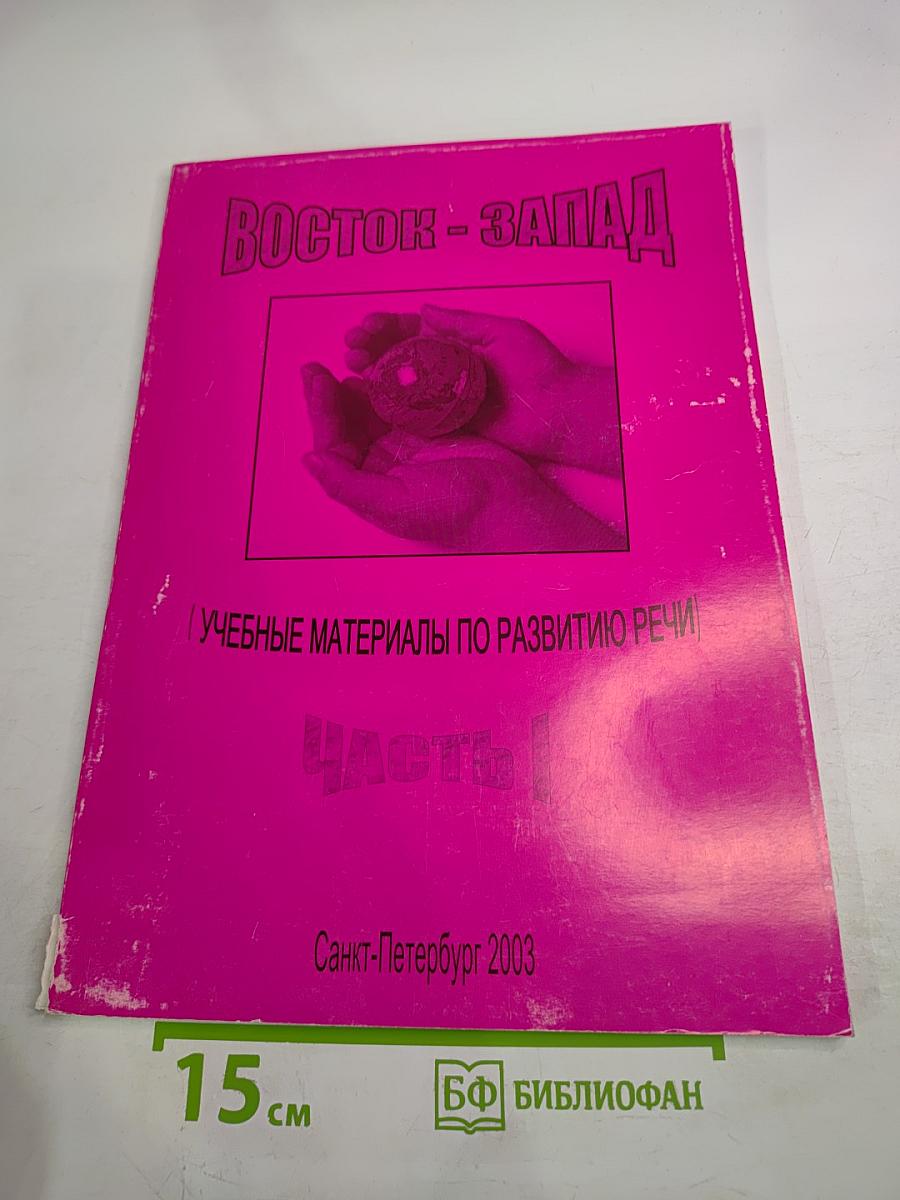 ВОСТОК - ЗАПАД
( УЧЕБНЫЕ МАТЕРИАЛЫ ПО РАЗВИТИЮ РЕЧИ)
ЧАСТЬ I
Санкт-Петербург 2003
15 см
БФ БИБЛИОФАН